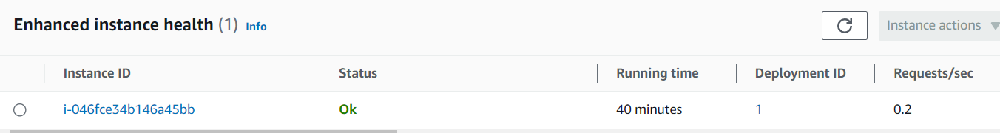 Enhanced instance health (1) Info
Instance actions
Instance ID Status Running time Deployment ID Requests/sec
i-046fce34b146a45bb Ok 40 minutes 1 0.2